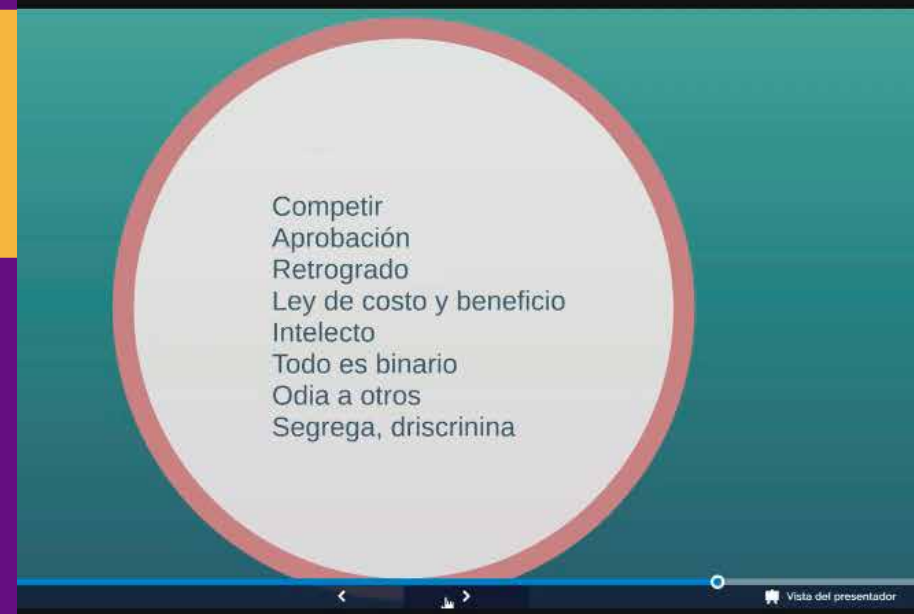 Competir
Aprobación
Retrogrado
Ley de costo y beneficio
Intelecto
Todo es binario
Odia a otros
Segrega, driscrinina
Vista del presentador